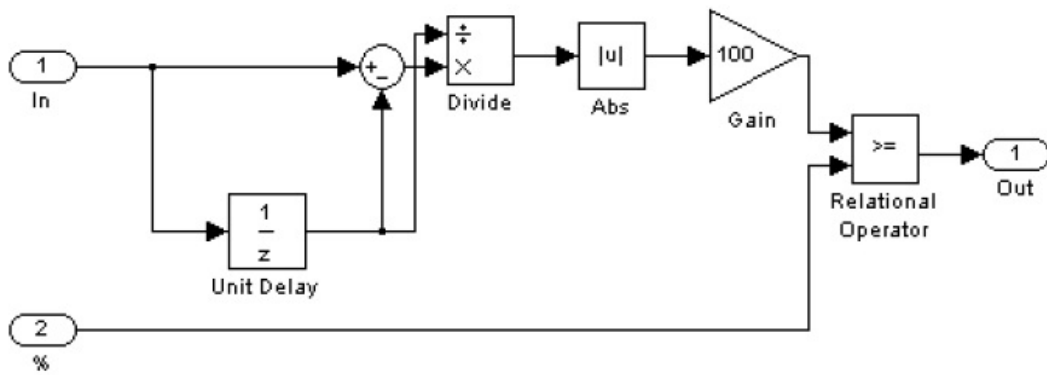 1
In
+
−
÷
×
Divide
|u|
Abs
100
Gain
>=
Relational
Operator
1
Out
1
z
Unit Delay
2
%